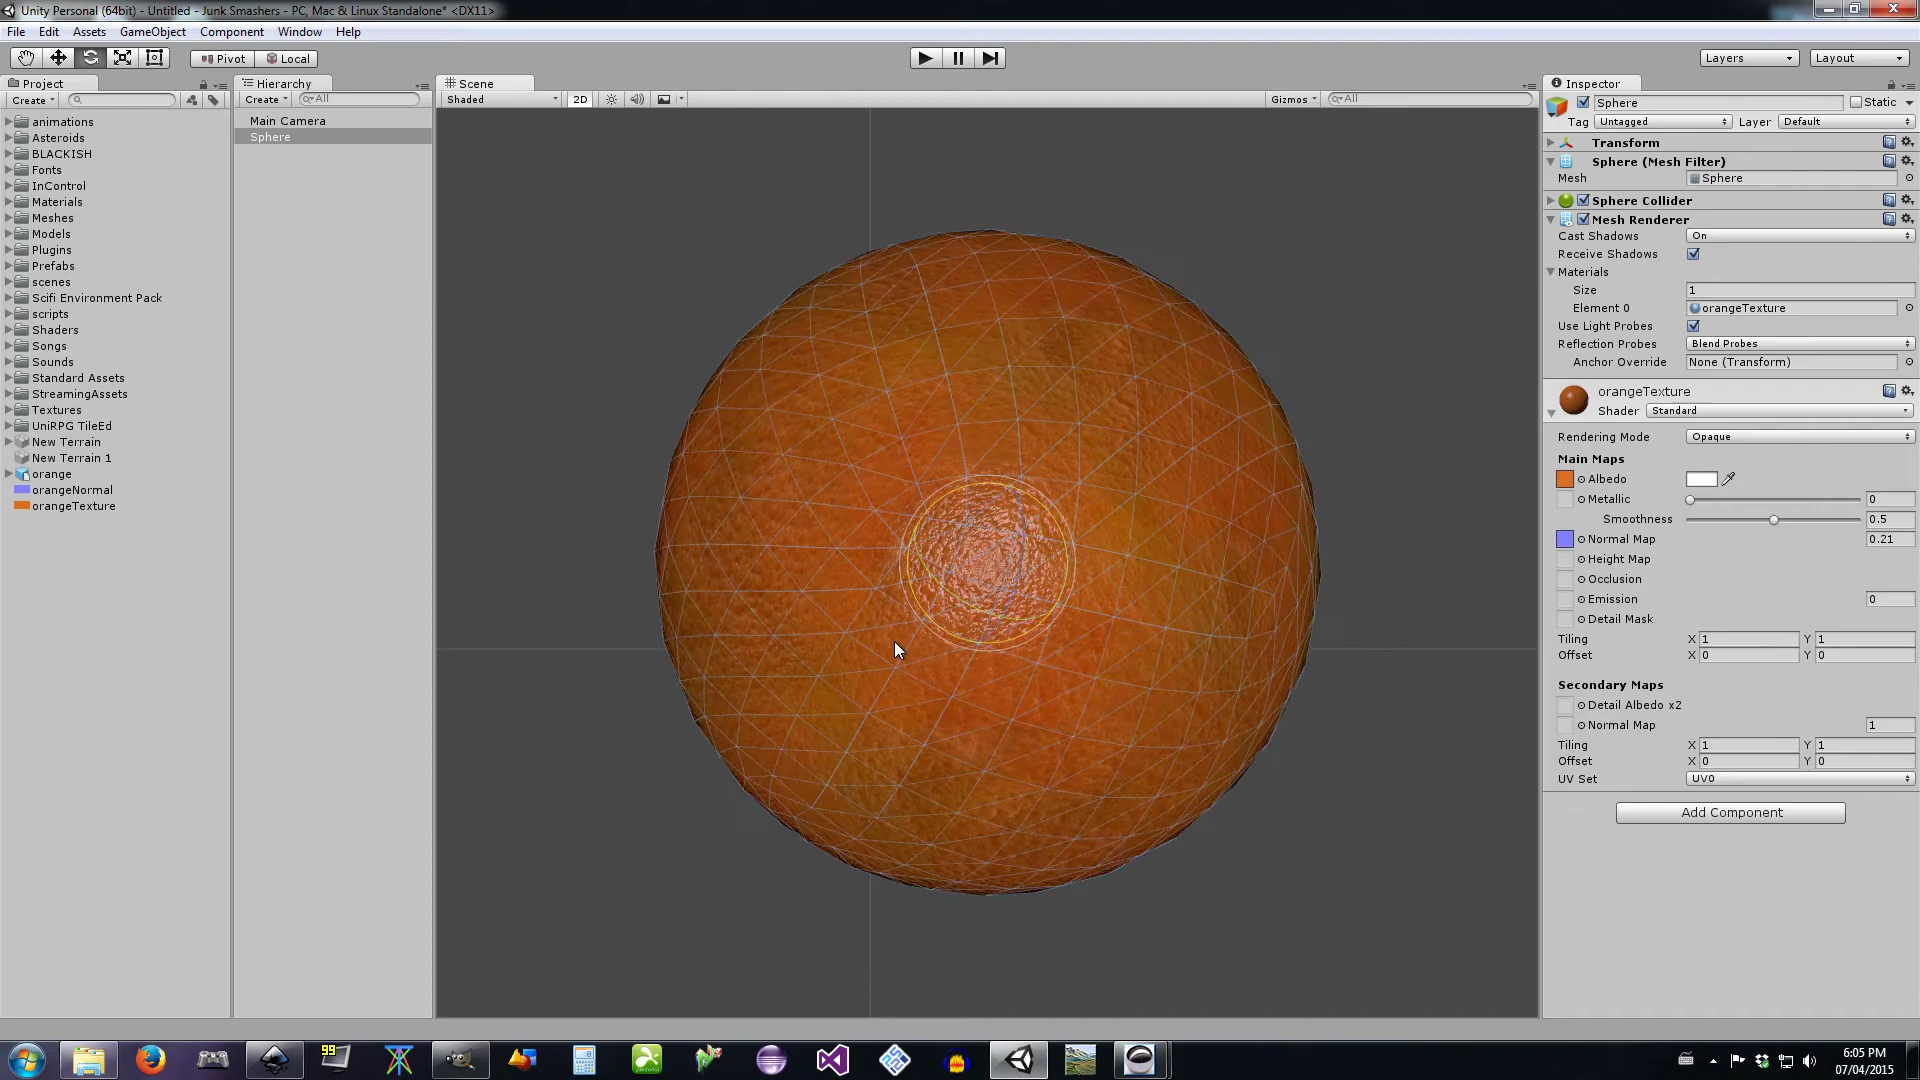 Unity Personal (64bit) - Untitled - Junk Smashers - PC, Mac & Linux Standalone* <DX11>
File Edit Assets GameObject Component Window Help
Pivot Local Layers Layout
Project Hierarchy Scene Inspector
Create Create All Shaded 2D Gizmos All
Sphere Static
Tag Untagged Layer Default
animations
Asteroids
BLACKISH
Fonts
InControl
Materials
Meshes
Models
Plugins
Prefabs
scenes
Scifi Environment Pack
scripts
Shaders
Songs
Sounds
Standard Assets
StreamingAssets
Textures
UniRPG TileEd
New Terrain
New Terrain 1
orange
orangeNormal
orangeTexture
Main Camera
Sphere
Transform
Sphere (Mesh Filter)
Mesh Sphere
Sphere Collider
Mesh Renderer
Cast Shadows On
Receive Shadows
Materials
Size 1
Element 0 orangeTexture
Use Light Probes
Reflection Probes Blend Probes
Anchor Override None (Transform)
orangeTexture
Shader Standard
Rendering Mode Opaque
Main Maps
Albedo
Metallic 0
Smoothness 0.5
Normal Map 0.21
Height Map
Occlusion
Emission 0
Detail Mask
Tiling X 1 Y 1
Offset X 0 Y 0
Secondary Maps
Detail Albedo x2
Normal Map 1
Tiling X 1 Y 1
Offset X 0 Y 0
UV Set UV0
Add Component
99
6:05 PM
07/04/2015